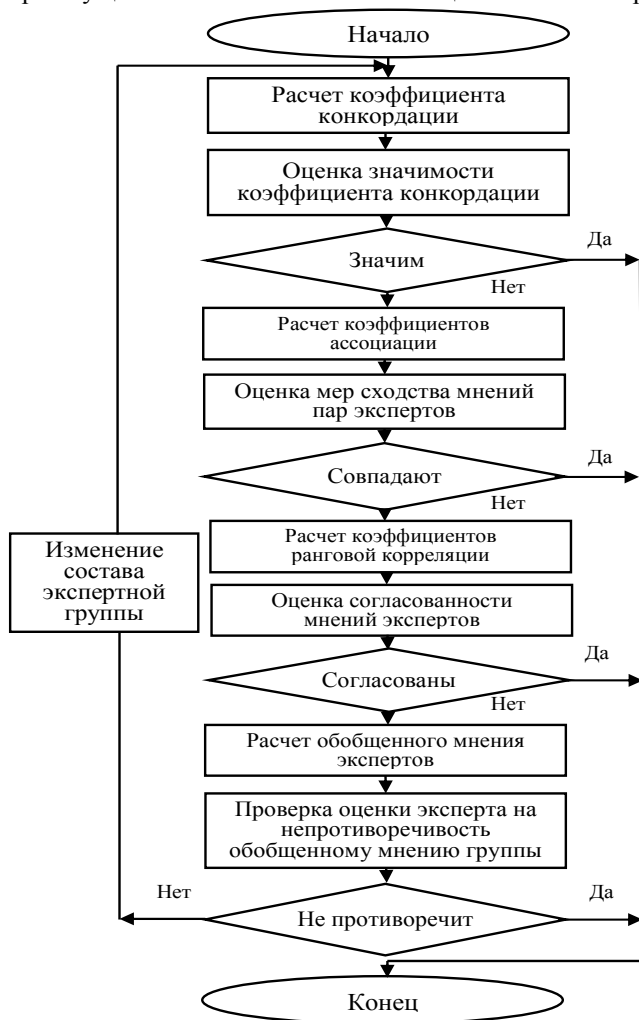 Начало
Расчет коэффициента
конкордации
Оценка значимости
коэффициента конкордации
Да
Значим
Нет
Расчет коэффициентов
ассоциации
Оценка мер сходства мнений
пар экспертов
Да
Совпадают
Нет
Расчет коэффициентов
ранговой корреляции
Изменение
состава
экспертной
группы
Оценка согласованности
мнений экспертов
Да
Согласованы
Нет
Расчет обобщенного мнения
экспертов
Проверка оценки эксперта на
непротиворечивость
обобщенному мнению группы
Нет
Да
Не противоречит
Конец